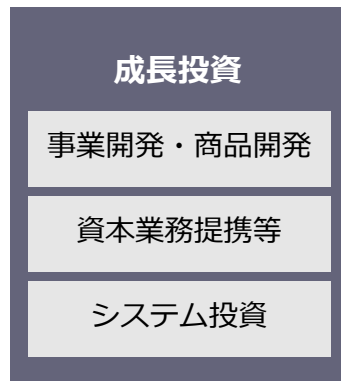 成長投資
事業開発・商品開発
資本業務提携等
システム投資